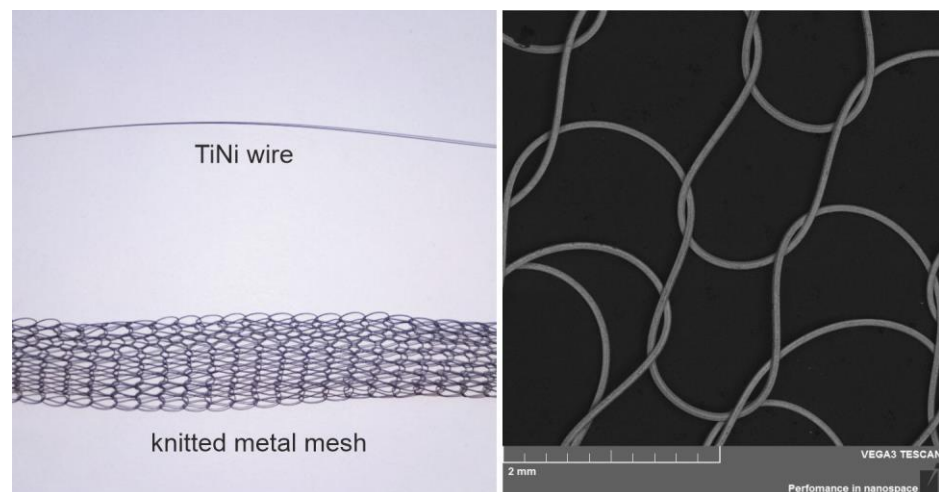 TiNi wire
knitted metal mesh
VEGA3 TESCAN
2 mm
Perfomance in nanospace